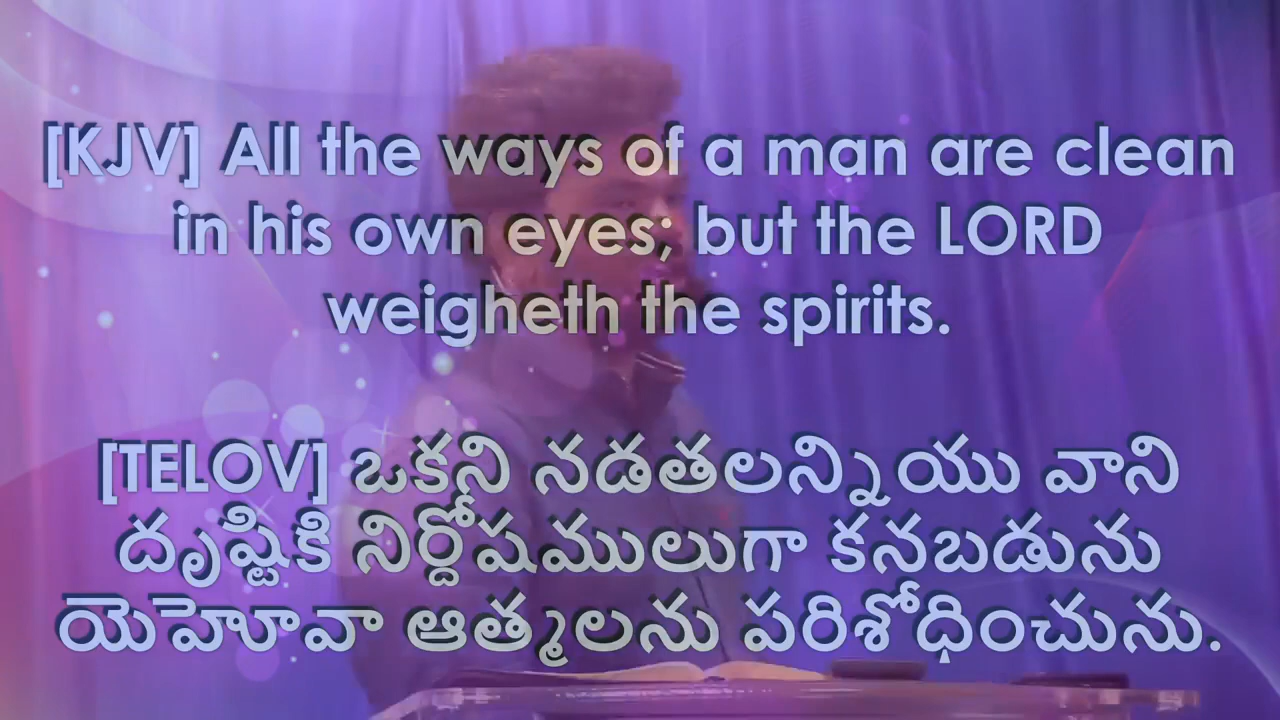 [KJV] All the ways of a man are clean
in his own eyes; but the LORD
weigheth the spirits.
[TELOV] ఒకని నడతలన్నియు వాని
దృష్టికి నిర్దోషములుగా కనబడును
యెహోవా ఆత్మలను పరిశోధించును.